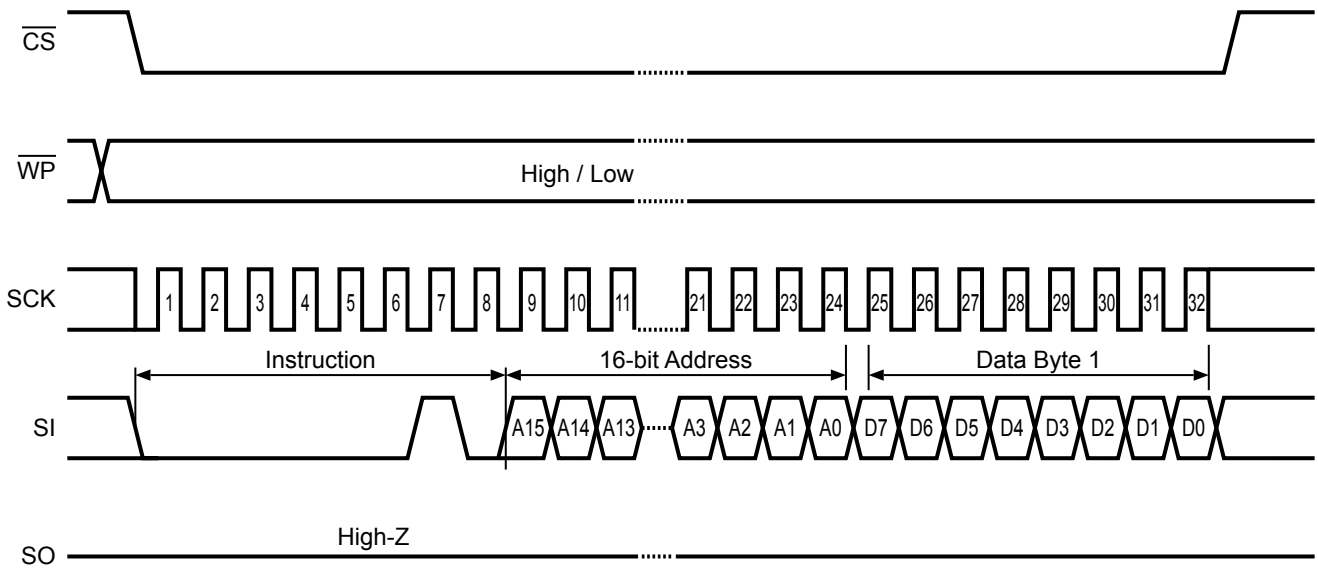 C̅S̅
W̅P̅
High / Low
SCK
1 2 3 4 5 6 7 8 9 10 11 21 22 23 24 25 26 27 28 29 30 31 32
Instruction 16-bit Address Data Byte 1
SI
A15 A14 A13 A3 A2 A1 A0 D7 D6 D5 D4 D3 D2 D1 D0
High-Z
SO